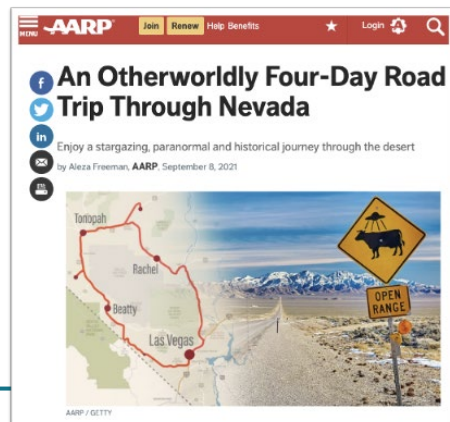 MENU
AARP
Join Renew Help Benefits Login
An Otherworldly Four-Day Road
Trip Through Nevada
Enjoy a stargazing, paranormal and historical journey through the desert
by Aleza Freeman, AARP, September 8, 2021
Tonopah
Rachel
Beatty
Las Vegas
OPEN
RANGE
AARP / GETTY